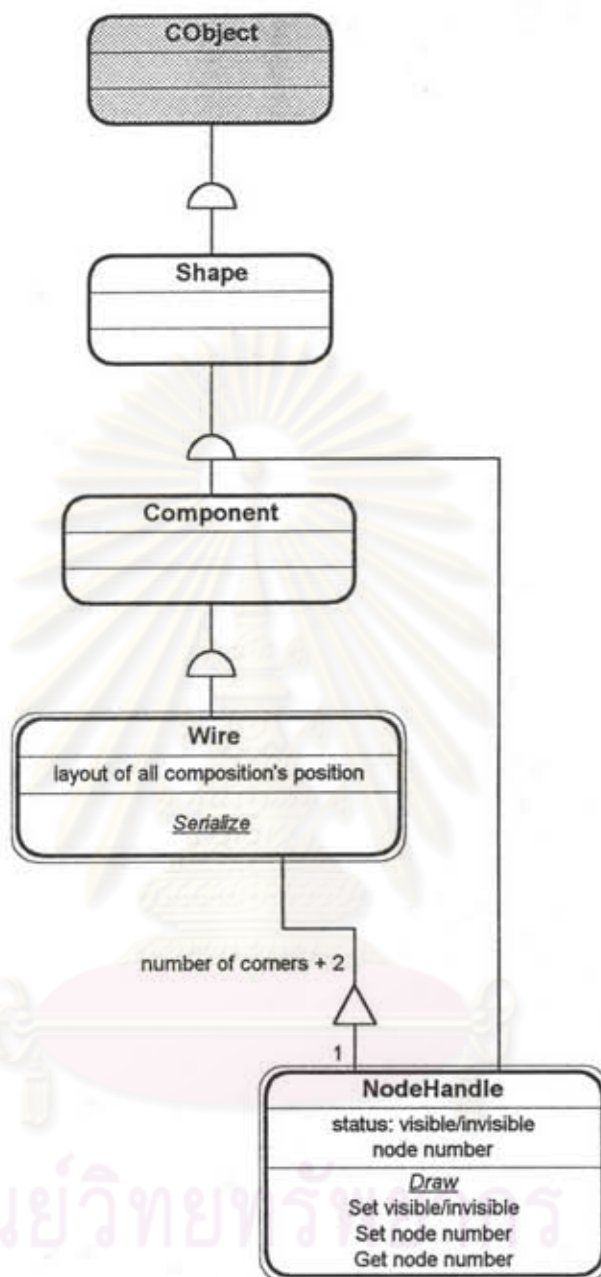 CObject
Shape
Component
Wire
layout of all composition's position
Serialize
number of corners + 2
1
NodeHandle
status: visible/invisible
node number
Draw
Set visible/invisible
Set node number
Get node number